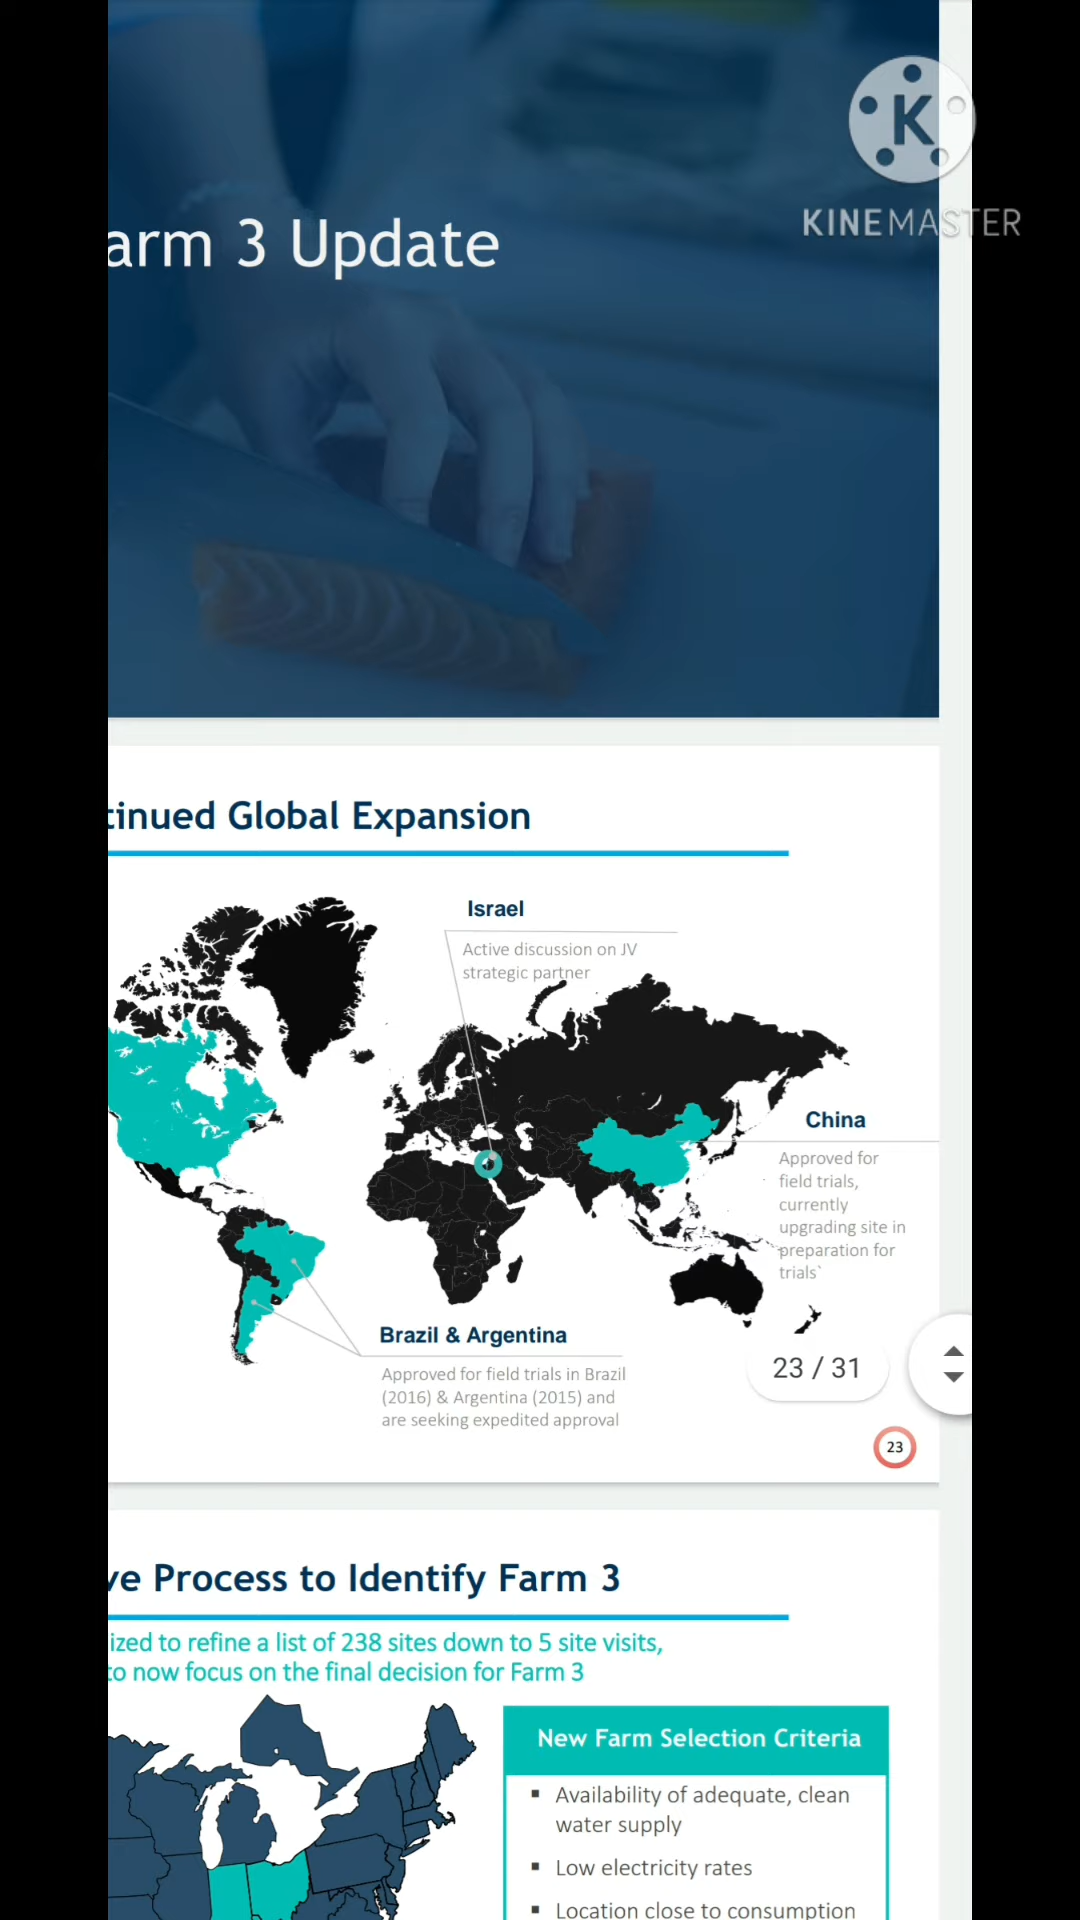 K
KINEMASTER
arm 3 Update
tinued Global Expansion
Israel
Active discussion on JV
strategic partner
China
Approved for
field trials,
currently
upgrading site in
preparation for
trials`
Brazil & Argentina
Approved for field trials in Brazil
(2016) & Argentina (2015) and
are seeking expedited approval
23 / 31
23
ve Process to Identify Farm 3
ized to refine a list of 238 sites down to 5 site visits,
to now focus on the final decision for Farm 3
New Farm Selection Criteria
▪ Availability of adequate, clean
water supply
▪ Low electricity rates
▪ Location close to consumption